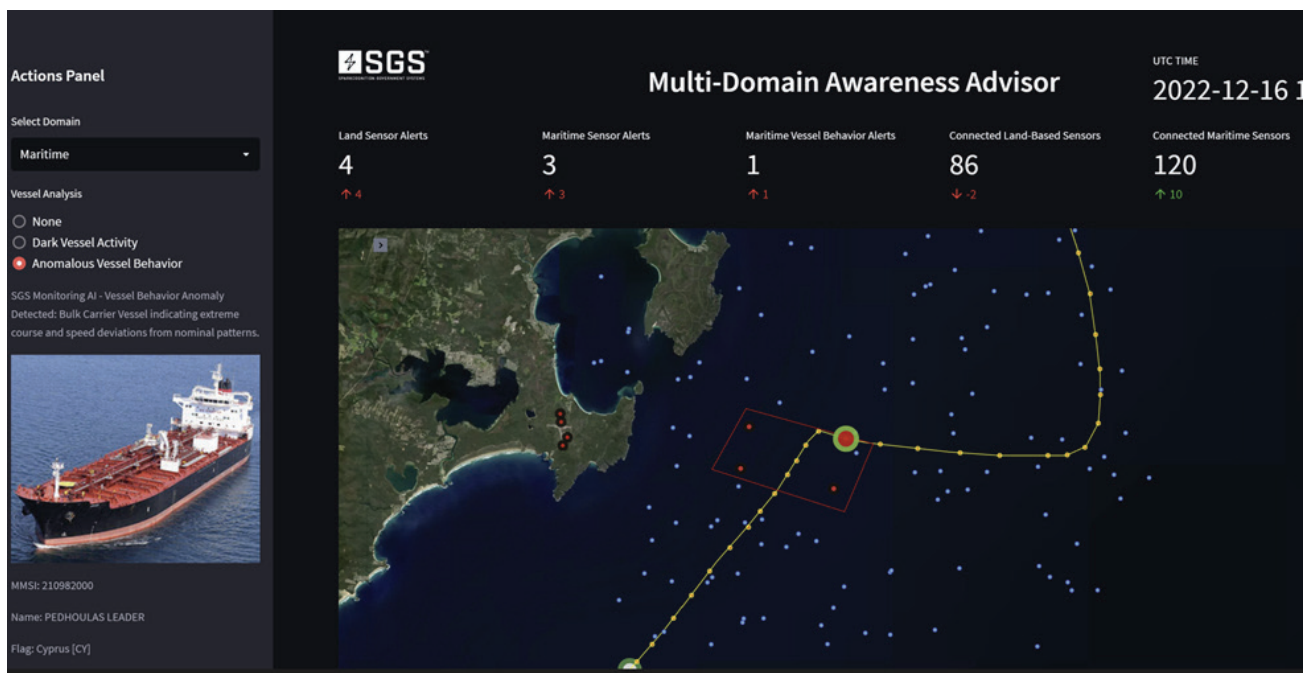 Actions Panel
Select Domain
Maritime
Vessel Analysis
None
Dark Vessel Activity
Anomalous Vessel Behavior
SGS Monitoring AI - Vessel Behavior Anomaly
Detected: Bulk Carrier Vessel indicating extreme
course and speed deviations from nominal patterns.
MMSI: 210982000
Name: PEDHOULAS LEADER
Flag: Cyprus [CY]
SGS
SPARKCOGNITION GOVERNMENT SYSTEMS
Multi-Domain Awareness Advisor
UTC TIME
2022-12-16 1
Land Sensor Alerts
4
↑ 4
Maritime Sensor Alerts
3
↑ 3
Maritime Vessel Behavior Alerts
1
↑ 1
Connected Land-Based Sensors
86
↓ -2
Connected Maritime Sensors
120
↑ 10